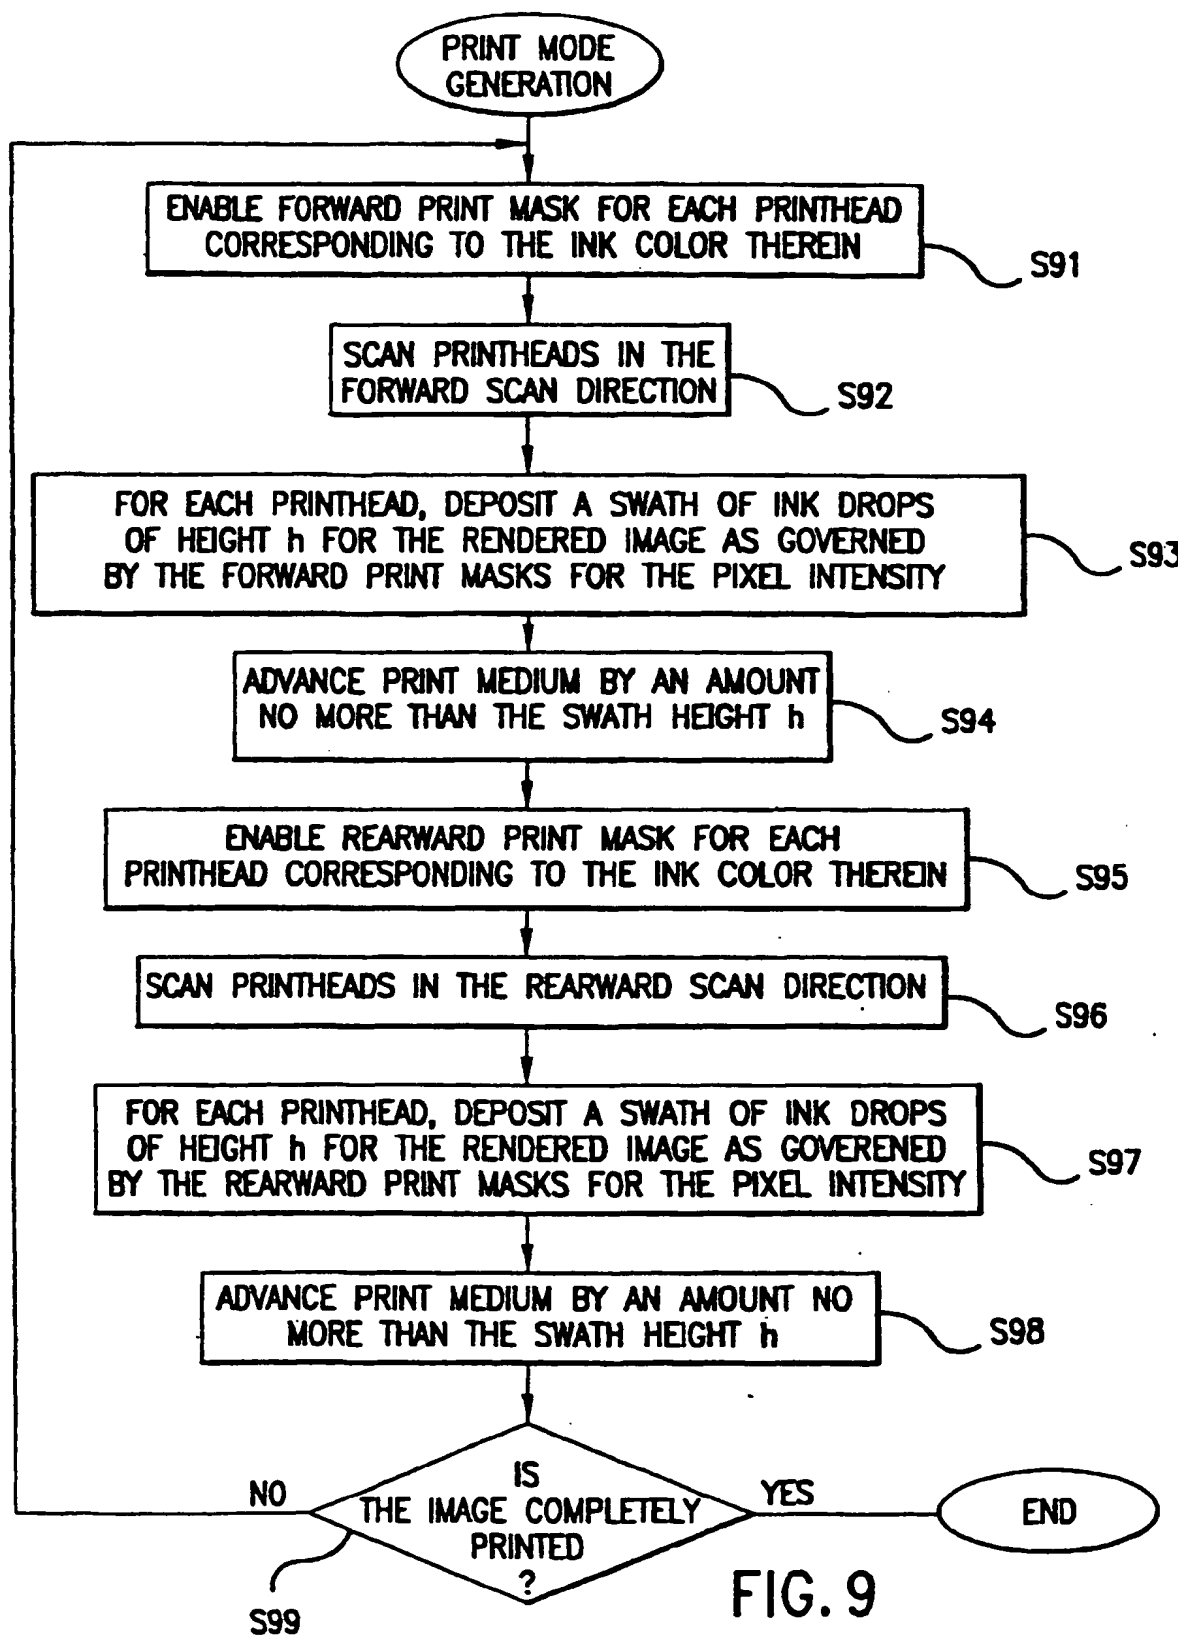 PRINT MODE
GENERATION
ENABLE FORWARD PRINT MASK FOR EACH PRINTHEAD
CORRESPONDING TO THE INK COLOR THEREIN
S91
SCAN PRINTHEADS IN THE
FORWARD SCAN DIRECTION
S92
FOR EACH PRINTHEAD, DEPOSIT A SWATH OF INK DROPS
OF HEIGHT h FOR THE RENDERED IMAGE AS GOVERNED
BY THE FORWARD PRINT MASKS FOR THE PIXEL INTENSITY
S93
ADVANCE PRINT MEDIUM BY AN AMOUNT
NO MORE THAN THE SWATH HEIGHT h
S94
ENABLE REARWARD PRINT MASK FOR EACH
PRINTHEAD CORRESPONDING TO THE INK COLOR THEREIN
S95
SCAN PRINTHEADS IN THE REARWARD SCAN DIRECTION
S96
FOR EACH PRINTHEAD, DEPOSIT A SWATH OF INK DROPS
OF HEIGHT h FOR THE RENDERED IMAGE AS GOVERENED
BY THE REARWARD PRINT MASKS FOR THE PIXEL INTENSITY
S97
ADVANCE PRINT MEDIUM BY AN AMOUNT NO
MORE THAN THE SWATH HEIGHT h
S98
IS
THE IMAGE COMPLETELY
PRINTED
?
NO
YES
END
S99
FIG. 9